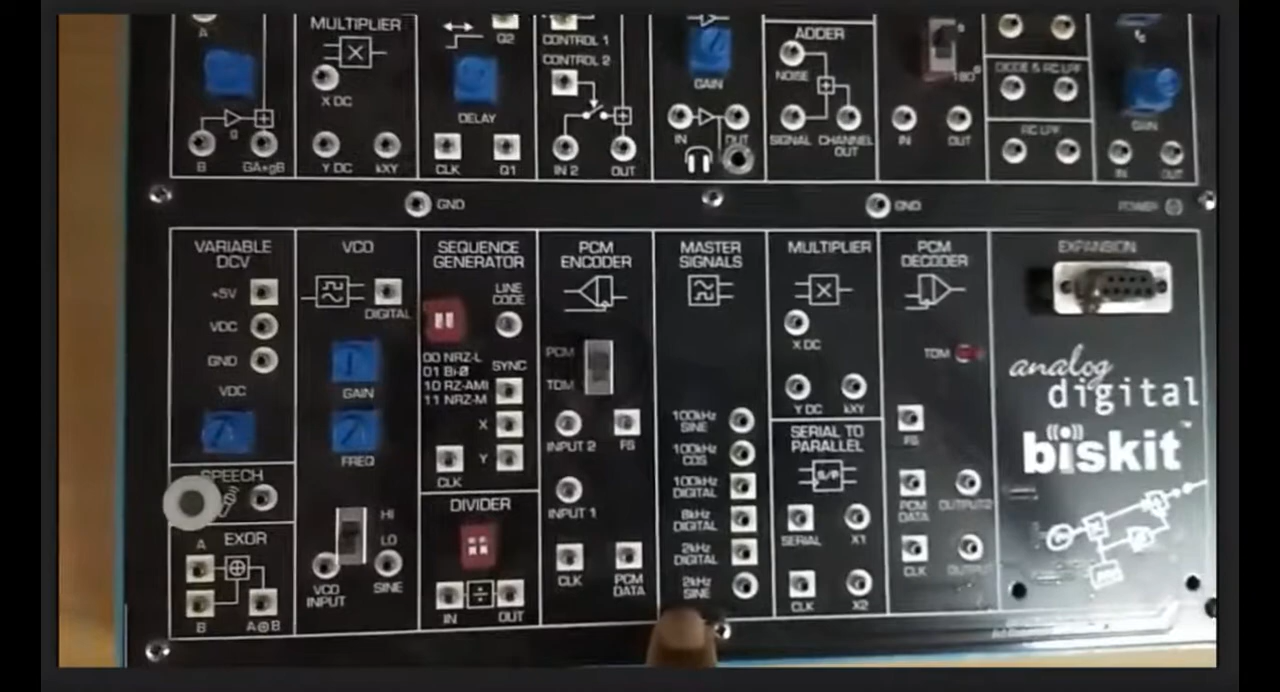 A
B
GA+gB
g
MULTIPLIER
X DC
Y DC
kXY
Q2
DELAY
CLK
Q1
CONTROL 1
CONTROL 2
IN 2
OUT
GAIN
IN
OUT
ADDER
NOISE
SIGNAL
CHANNEL
OUT
180°
IN
OUT
DIODE & RC LPF
RC LPF
fc
GAIN
IN
OUT
GND
GND
POWER
VARIABLE
DCV
+5V
VDC
GND
VDC
SPEECH
EXOR
A
B
A⊕B
VCO
DIGITAL
GAIN
FREQ
HI
LO
VCO
INPUT
SINE
SEQUENCE
GENERATOR
LINE
CODE
00 NRZ-L
01 Bi-Ø
10 RZ-AMI
11 NRZ-M
SYNC
X
Y
CLK
DIVIDER
IN
OUT
PCM
ENCODER
PCM
TDM
INPUT 2
FS
INPUT 1
CLK
PCM
DATA
MASTER
SIGNALS
100kHz
SINE
100kHz
COS
100kHz
DIGITAL
8kHz
DIGITAL
2kHz
DIGITAL
2kHz
SINE
MULTIPLIER
X DC
Y DC
kXY
SERIAL TO
PARALLEL
S/P
SERIAL
X1
CLK
X2
PCM
DECODER
TDM
FS
PCM
DATA
OUTPUT2
CLK
OUTPUT
EXPANSION
analog
digital
biskit™